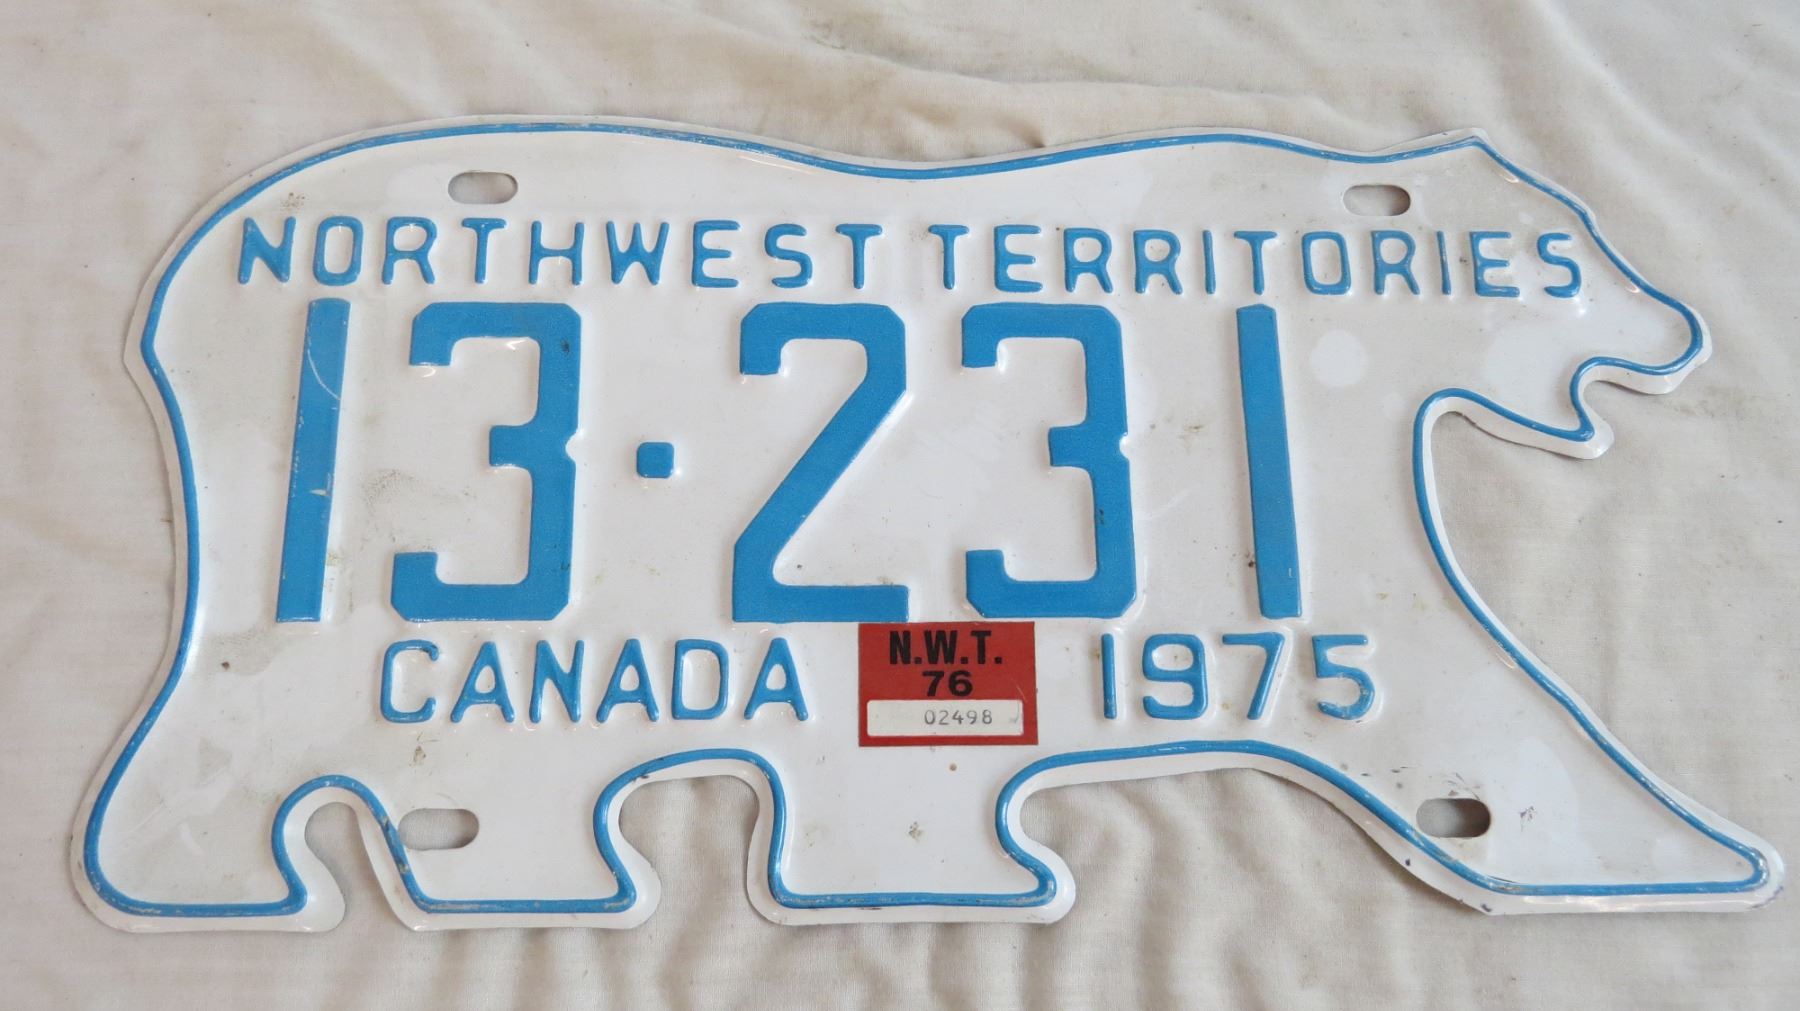 NORTHWEST TERRITORIES
13·231
CANADA
N.W.T.
76
02498
1975